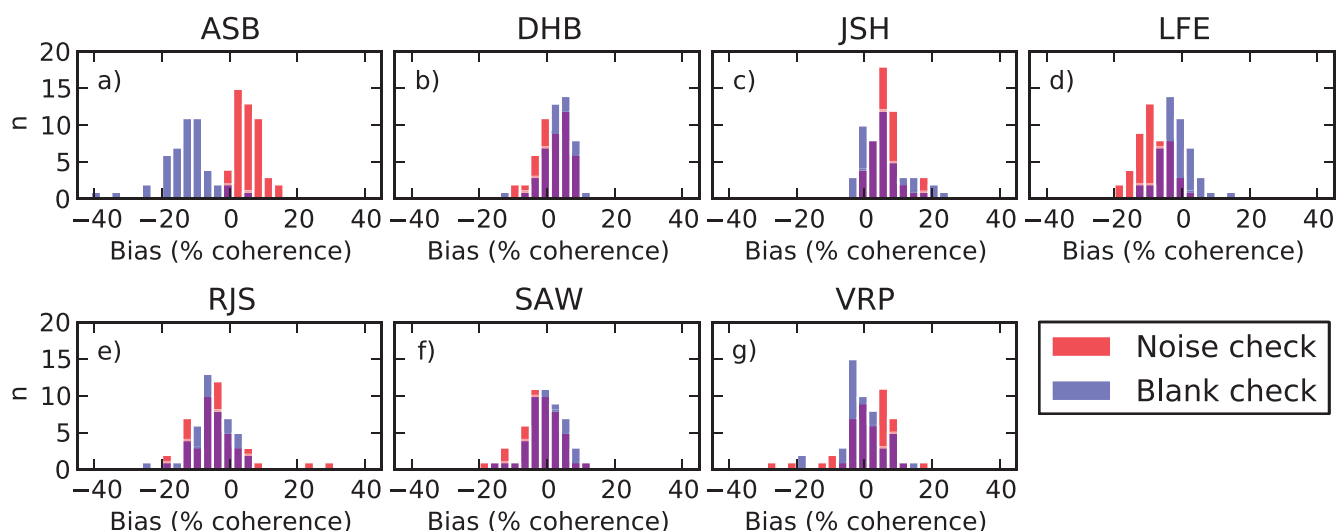 ASB DHB JSH LFE
20
15
10
5
0
n
a) b) c) d)
−40 −20 0 20 40 −40 −20 0 20 40 −40 −20 0 20 40 −40 −20 0 20 40
Bias (% coherence) Bias (% coherence) Bias (% coherence) Bias (% coherence)
RJS SAW VRP
20
15
10
5
0
n
e) f) g)
−40 −20 0 20 40 −40 −20 0 20 40 −40 −20 0 20 40
Bias (% coherence) Bias (% coherence) Bias (% coherence)
Noise check
Blank check